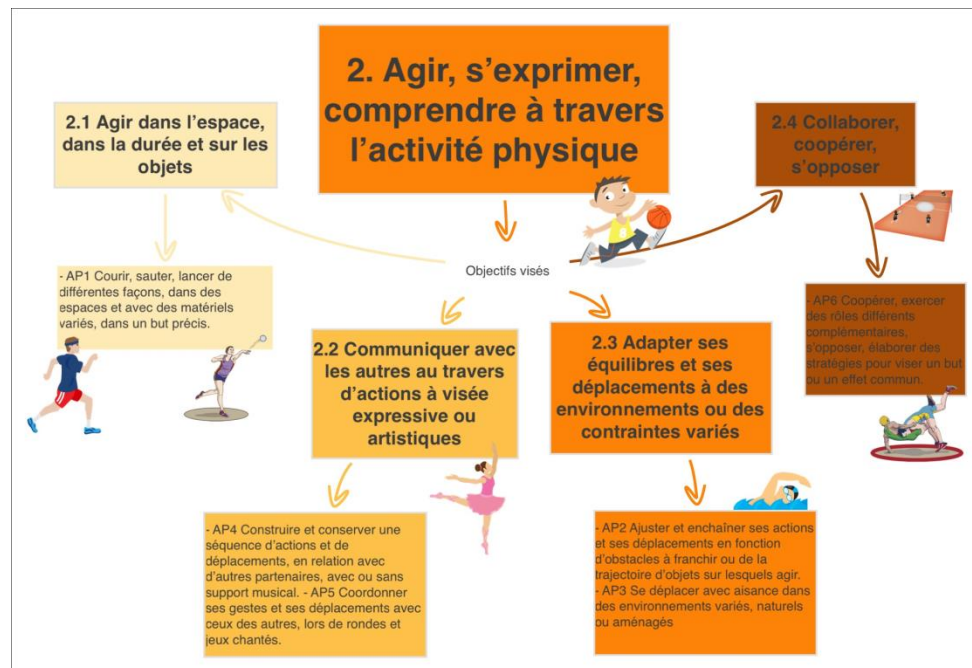 2. Agir, s'exprimer,
comprendre à travers
l'activité physique
2.1 Agir dans l'espace,
dans la durée et sur les
objets
2.4 Collaborer,
coopérer,
s'opposer
Objectifs visés
- AP1 Courir, sauter, lancer de
différentes façons, dans des
espaces et avec des matériels
variés, dans un but précis.
- AP6 Coopérer, exercer
des rôles différents
complémentaires,
s'opposer, élaborer des
stratégies pour viser un but
ou un effet commun.
2.2 Communiquer avec
les autres au travers
d'actions à visée
expressive ou
artistiques
2.3 Adapter ses
équilibres et ses
déplacements à des
environnements ou des
contraintes variés
- AP4 Construire et conserver une
séquence d'actions et de
déplacements, en relation avec
d'autres partenaires, avec ou sans
support musical. - AP5 Coordonner
ses gestes et ses déplacements avec
ceux des autres, lors de rondes et
jeux chantés.
- AP2 Ajuster et enchaîner ses actions
et ses déplacements en fonction
d'obstacles à franchir ou de la
trajectoire d'objets sur lesquels agir.
- AP3 Se déplacer avec aisance dans
des environnements variés, naturels
ou aménagés